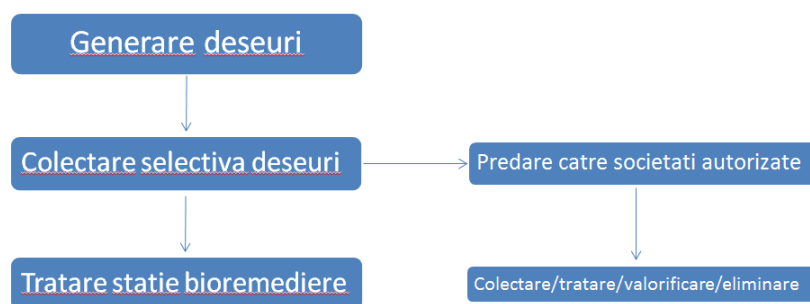 Generare deseuri
Colectare selectiva deseuri
Predare catre societati autorizate
Tratare statie bioremediere
Colectare/tratare/valorificare/eliminare